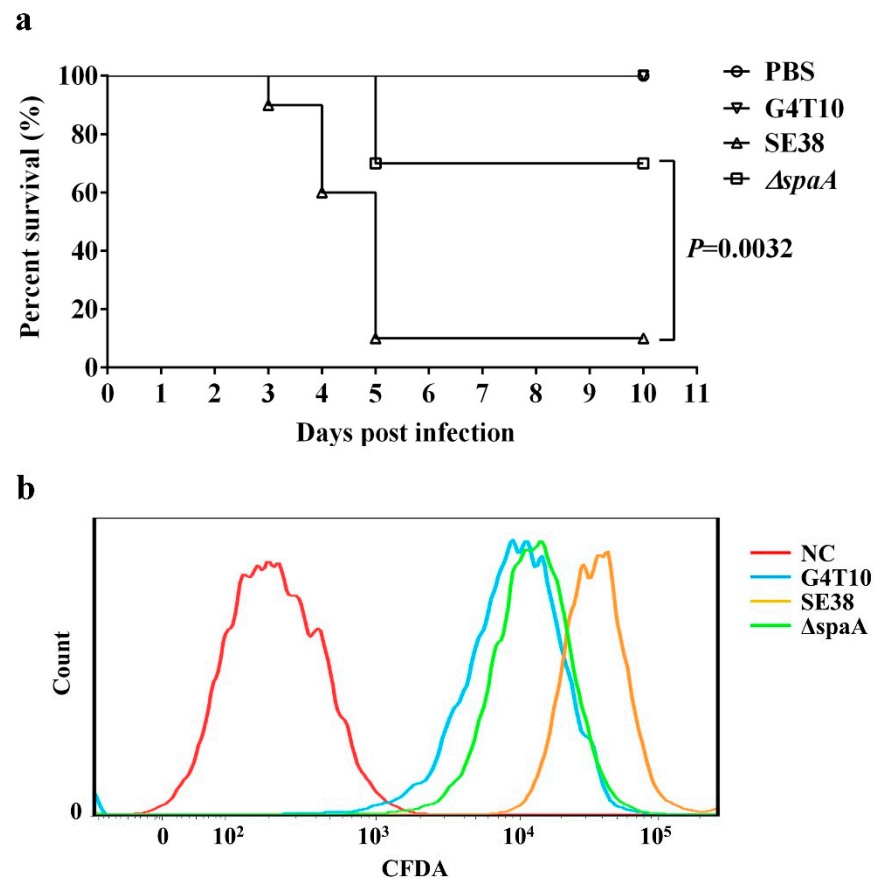 a
Percent survival (%)
100
80
60
40
20
0
0 1 2 3 4 5 6 7 8 9 10 11
Days post infection
PBS
G4T10
SE38
ΔspaA
P=0.0032
b
Count
0
0 10² 10³ 10⁴ 10⁵
CFDA
NC
G4T10
SE38
ΔspaA